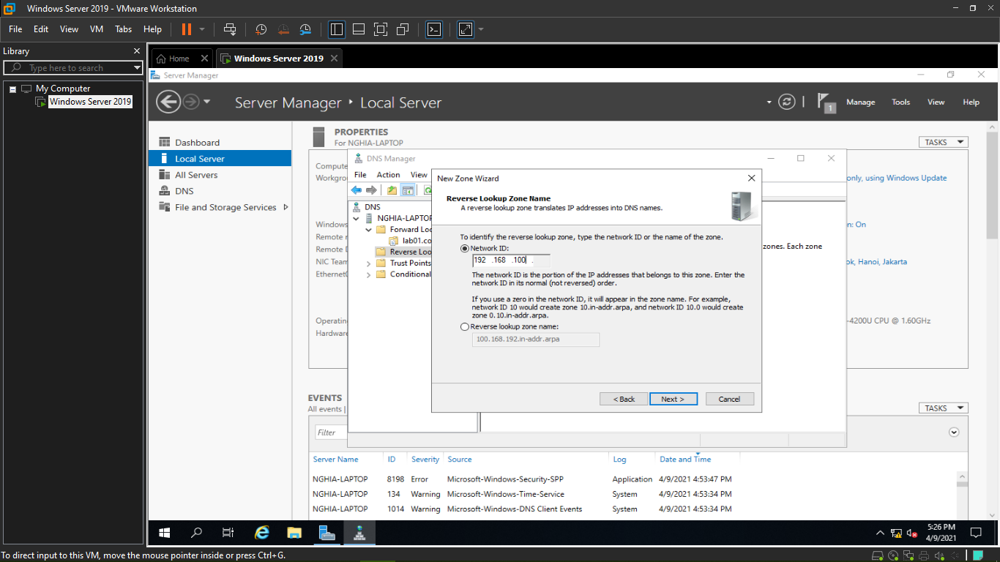 Windows Server 2019 - VMware Workstation
File Edit View VM Tabs Help
Library
Type here to search
My Computer
Windows Server 2019
Home
Windows Server 2019
Server Manager
Server Manager • Local Server
1
Manage Tools View Help
Dashboard
Local Server
All Servers
DNS
File and Storage Services
PROPERTIES
For NGHIA-LAPTOP
TASKS
Compute
Workgro
only, using Windows Update
Windows
Remote
Remote
NIC Team
Ethernet
n: On
ok, Hanoi, Jakarta
Operatin
Hardware
-4200U CPU @ 1.60GHz
DNS Manager
File Action View
DNS
NGHIA-LAPTOP
Forward Loo
lab01.co
Reverse Loo
Trust Points
Conditional
zones. Each zone
New Zone Wizard
Reverse Lookup Zone Name
A reverse lookup zone translates IP addresses into DNS names.
To identify the reverse lookup zone, type the network ID or the name of the zone.
Network ID:
192 .168 .100 .
The network ID is the portion of the IP addresses that belongs to this zone. Enter the
network ID in its normal (not reversed) order.
If you use a zero in the network ID, it will appear in the zone name. For example,
network ID 10 would create zone 10.in-addr.arpa, and network ID 10.0 would create
zone 0.10.in-addr.arpa.
Reverse lookup zone name:
100.168.192.in-addr.arpa
< Back Next > Cancel
EVENTS
All events |
TASKS
Filter
Server Name ID Severity Source Log Date and Time
NGHIA-LAPTOP 8198 Error Microsoft-Windows-Security-SPP Application 4/9/2021 4:53:47 PM
NGHIA-LAPTOP 134 Warning Microsoft-Windows-Time-Service System 4/9/2021 4:53:34 PM
NGHIA-LAPTOP 1014 Warning Microsoft-Windows-DNS Client Events System 4/9/2021 4:53:34 PM
5:26 PM
4/9/2021
To direct input to this VM, move the mouse pointer inside or press Ctrl+G.